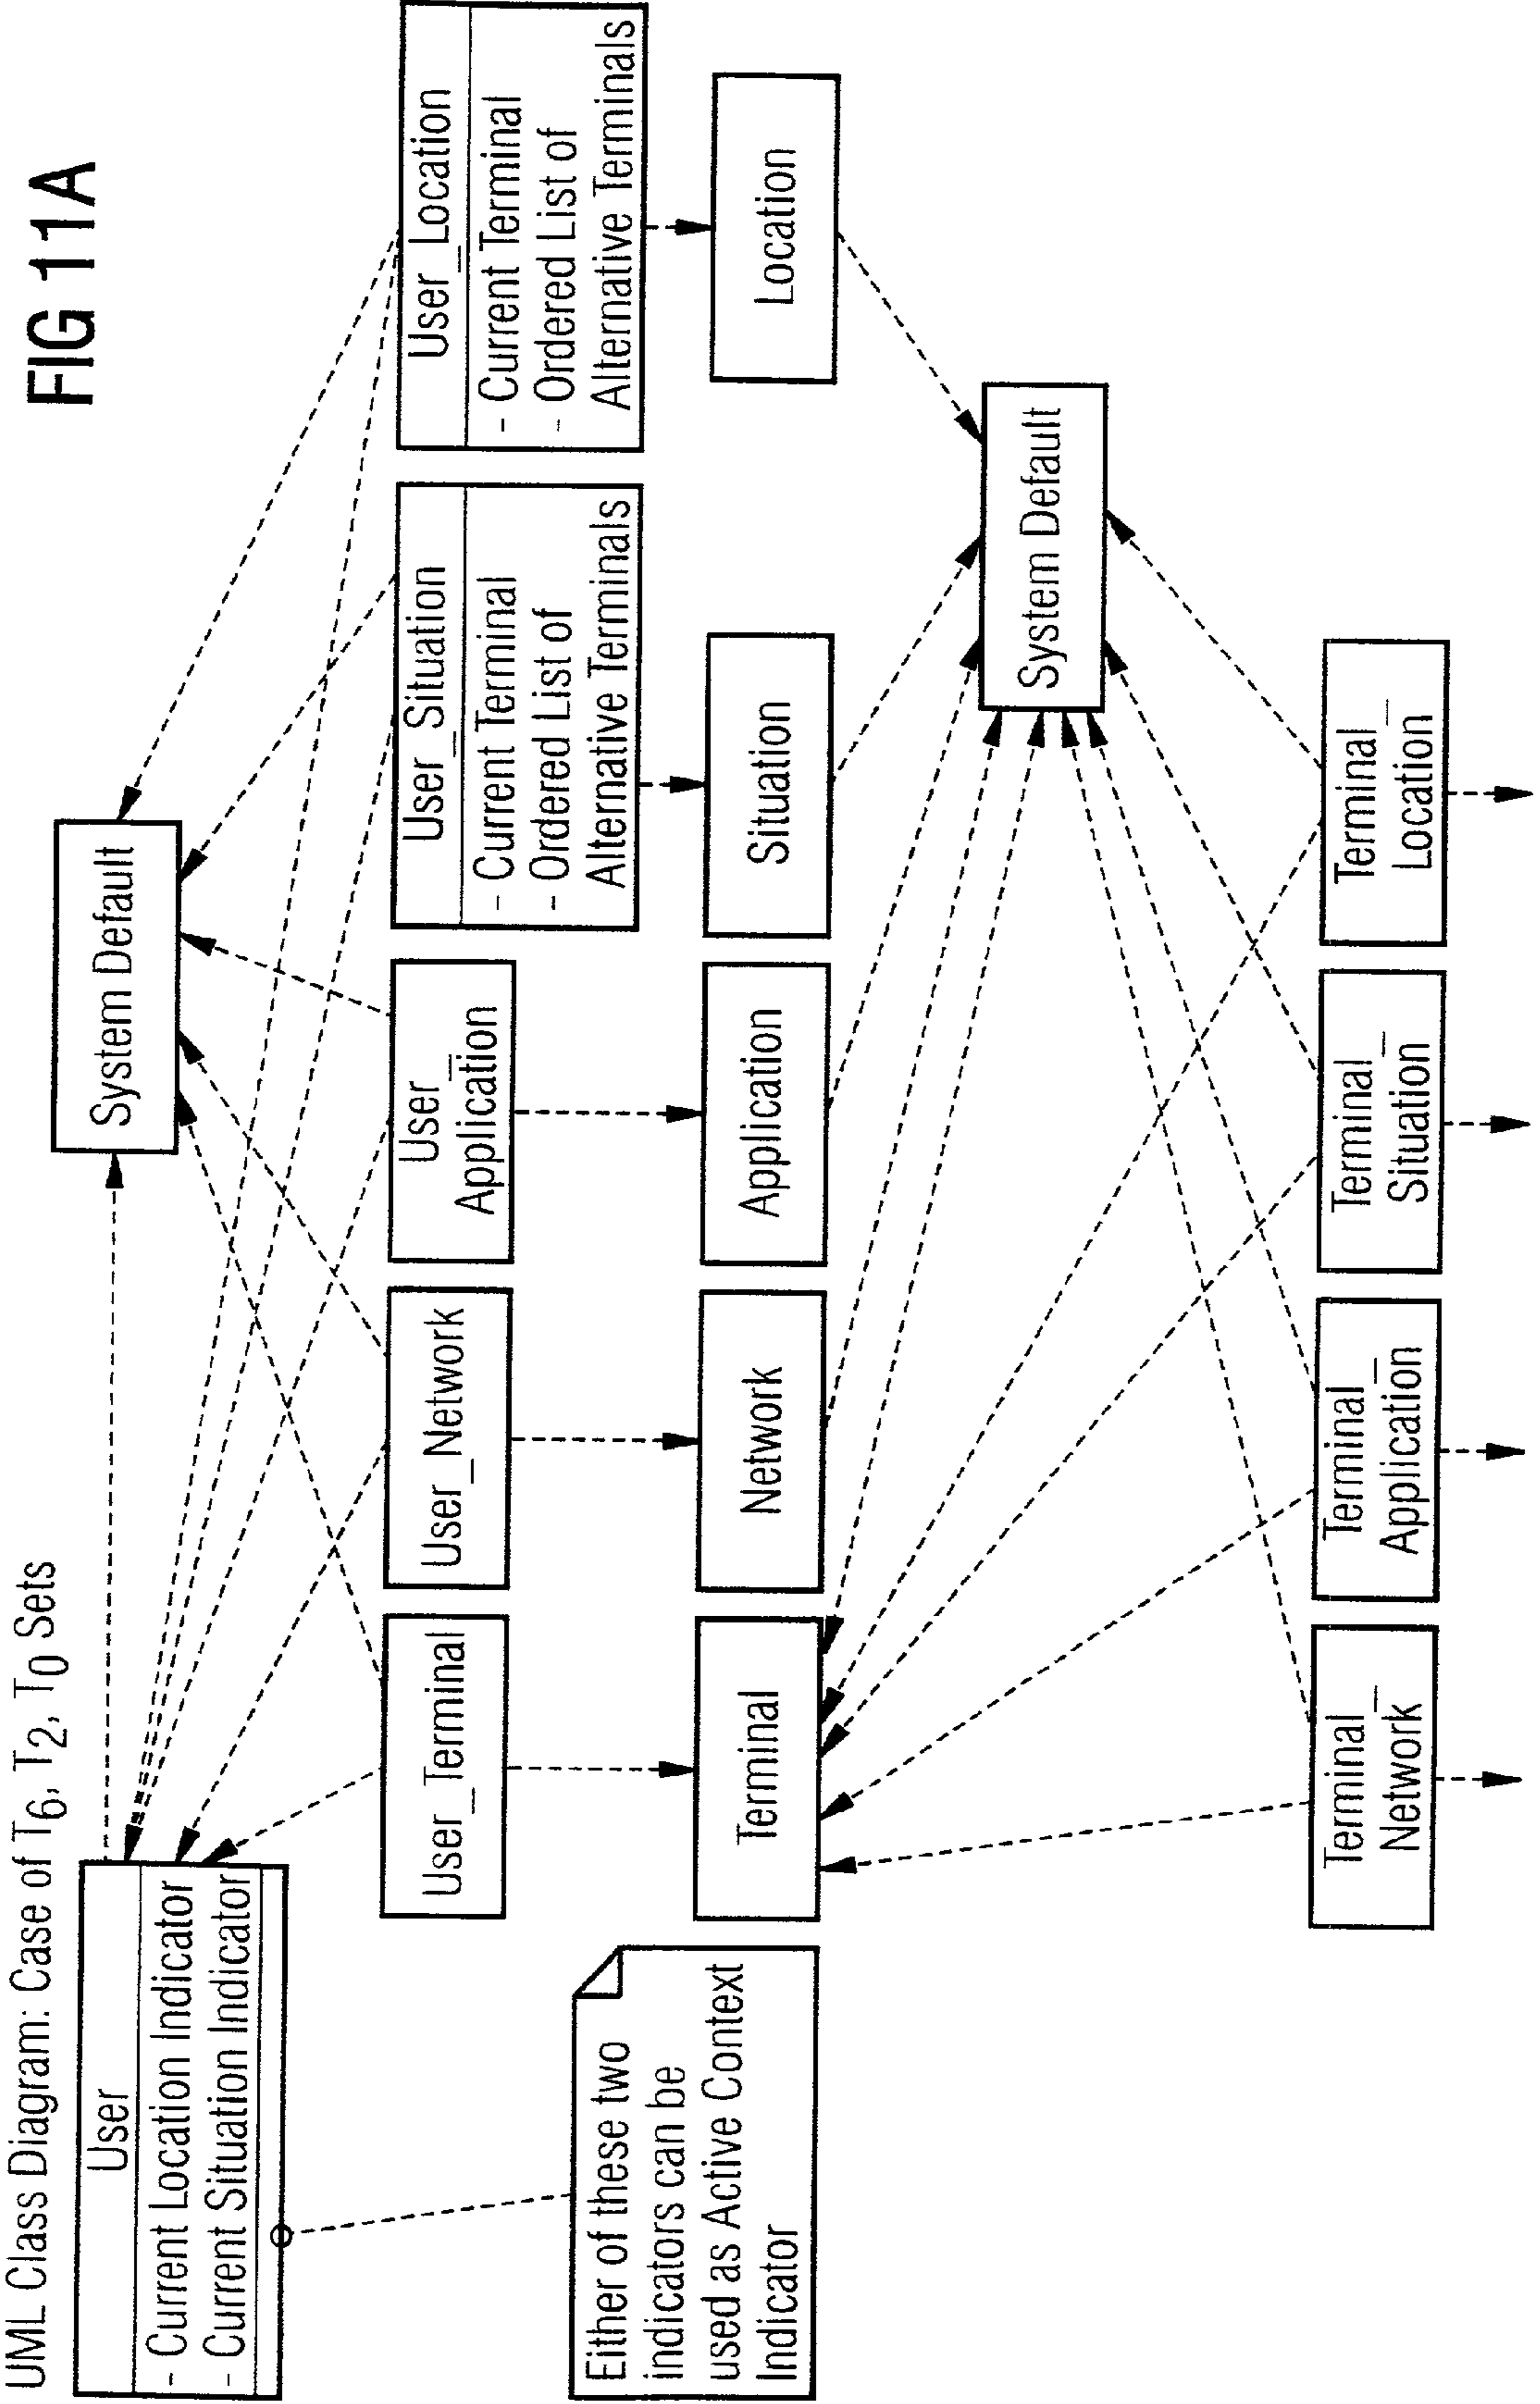 FIG 11A
UML Class Diagram: Case of T6, T2, T0 Sets
User
- Current Location Indicator
- Current Situation Indicator
System Default
User_Terminal
User_Network
User_
Application
User_Situation
- Current Terminal
- Ordered List of
Alternative Terminals
User_Location
- Current Terminal
- Ordered List of
Alternative Terminals
Either of these two
indicators can be
used as Active Context
Indicator
Terminal
Network
Application
Situation
Location
System Default
Terminal_
Network
Terminal_
Application
Terminal_
Situation
Terminal_
Location